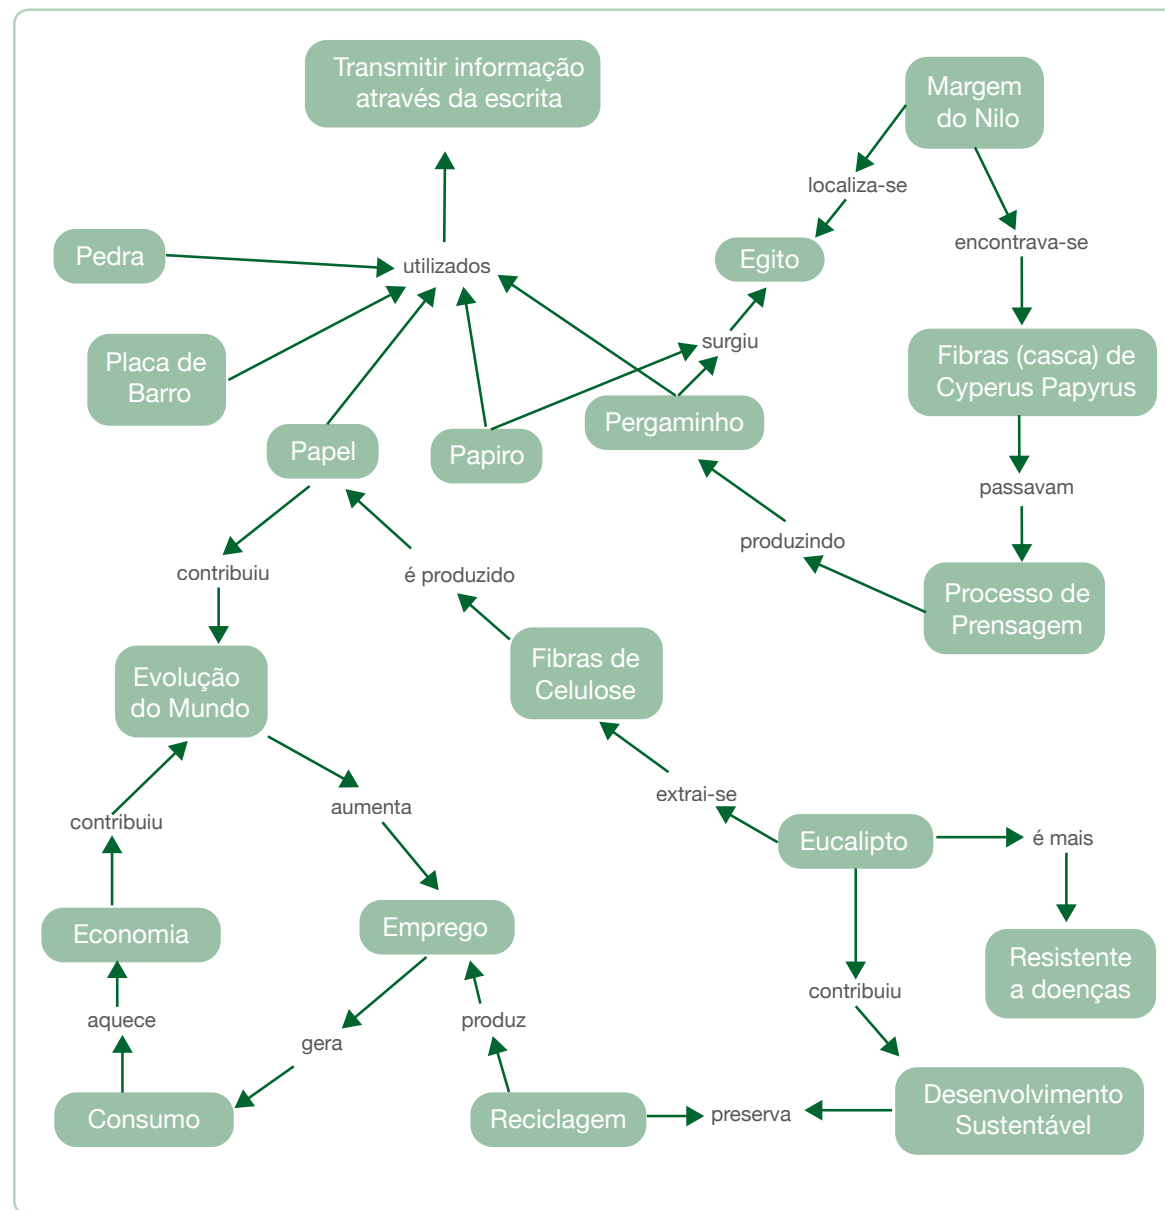 Transmitir informação
através da escrita
Margem
do Nilo
localiza-se
Pedra
utilizados
Egito
encontrava-se
surgiu
Placa de
Barro
Fibras (casca) de
Cyperus Papyrus
Papel
Papiro
Pergaminho
passavam
produzindo
contribuiu
é produzido
Processo de
Prensagem
Evolução
do Mundo
Fibras de
Celulose
extrai-se
aumenta
contribuiu
Eucalipto
é mais
Economia
Emprego
Resistente
a doenças
contribuiu
aquece
gera
produz
Consumo
Reciclagem
preserva
Desenvolvimento
Sustentável